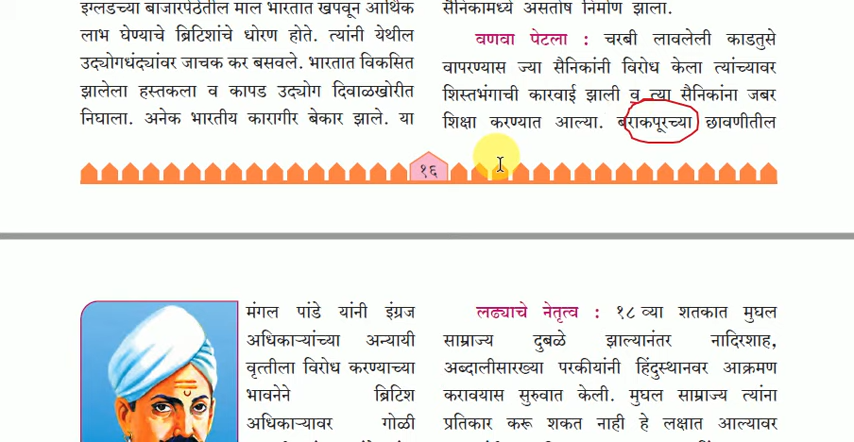 इंग्लडच्या बाजारपेठेतील माल भारतात खपवून आर्थिक
लाभ घेण्याचे ब्रिटिशांचे धोरण होते. त्यांनी येथील
उद्योगधंद्यांवर जाचक कर बसवले. भारतात विकसित
झालेला हस्तकला व कापड उद्योग दिवाळखोरीत
निघाला. अनेक भारतीय कारागीर बेकार झाले. या
सैनिकांमध्ये असंतोष निर्माण झाला.
वणवा पेटला : चरबी लावलेली काडतुसे
वापरण्यास ज्या सैनिकांनी विरोध केला त्यांच्यावर
शिस्तभंगाची कारवाई झाली व त्या सैनिकांना जबर
शिक्षा करण्यात आल्या. बराकपूरच्या छावणीतील
१६
मंगल पांडे यांनी इंग्रज
अधिकाऱ्यांच्या अन्यायी
वृत्तीला विरोध करण्याच्या
भावनेने ब्रिटिश
अधिकाऱ्यावर गोळी
लढ्याचे नेतृत्व : १८ व्या शतकात मुघल
साम्राज्य दुबळे झाल्यानंतर नादिरशाह,
अब्दालीसारख्या परकीयांनी हिंदुस्थानवर आक्रमण
करावयास सुरुवात केली. मुघल साम्राज्य त्यांना
प्रतिकार करू शकत नाही हे लक्षात आल्यावर